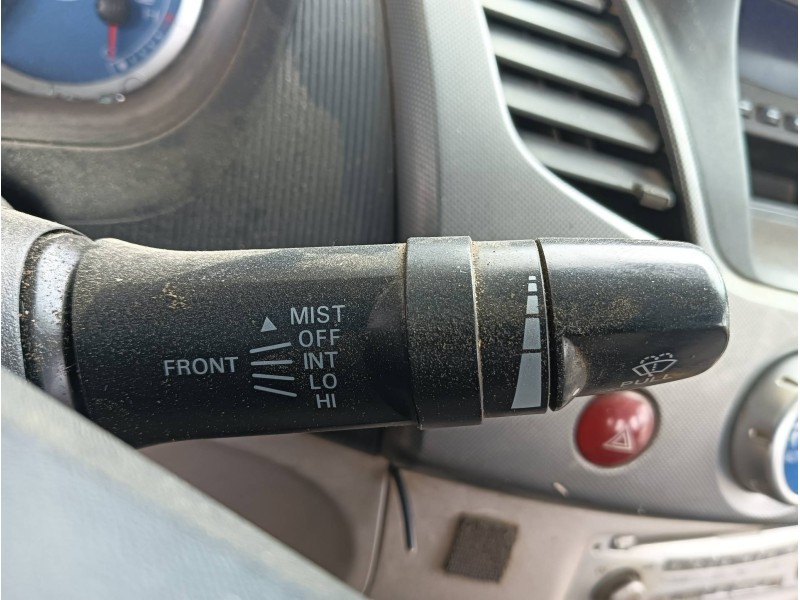 MIST
OFF
FRONT INT
LO
HI
PULL